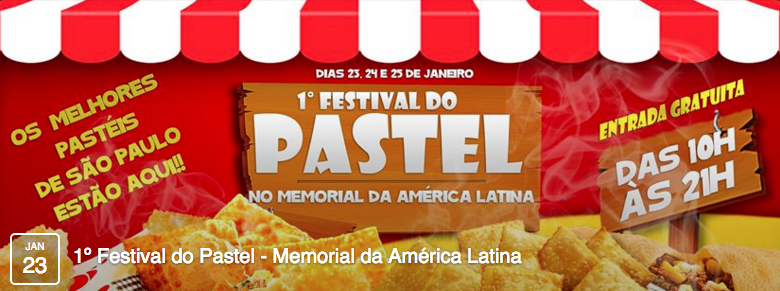 DIAS 23, 24 E 25 DE JANEIRO
1º FESTIVAL DO
PASTEL
NO MEMORIAL DA AMÉRICA LATINA
OS MELHORES
PASTÉIS
DE SÃO PAULO
ESTÃO AQUI!!
ENTRADA GRATUITA
DAS 10H
ÀS 21H
JAN
23
1º Festival do Pastel - Memorial da América Latina